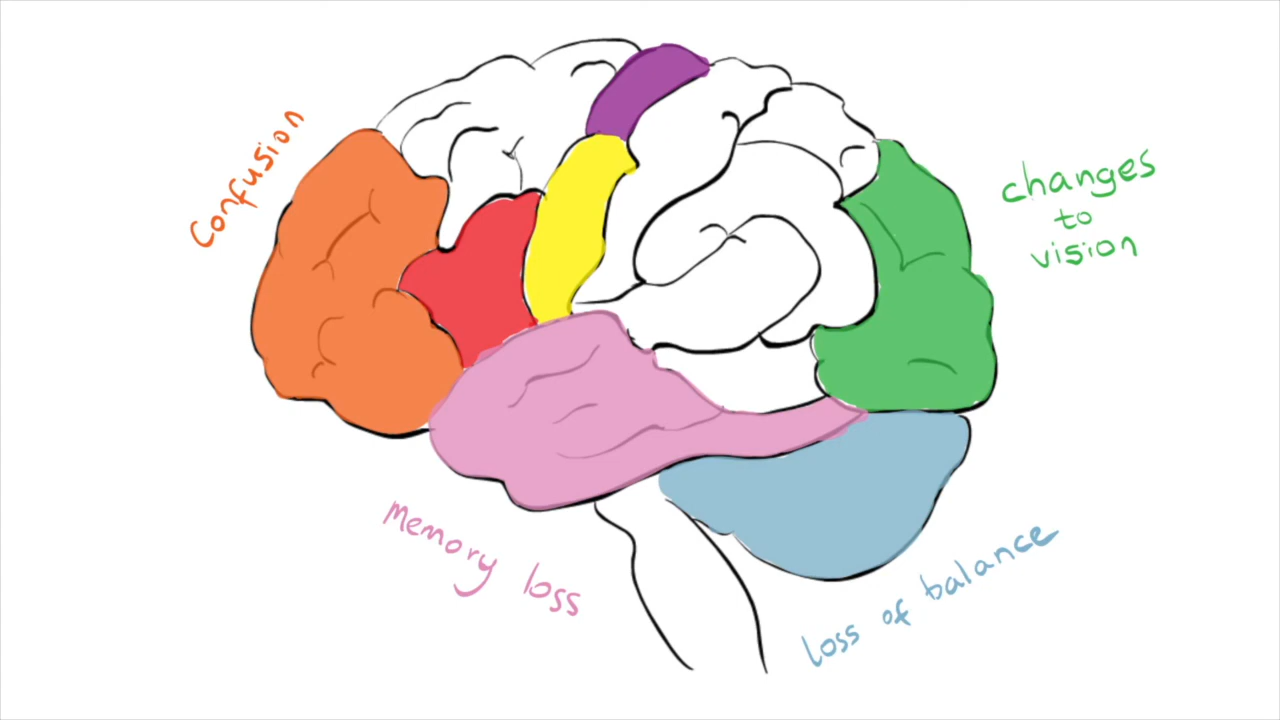 Confusion
changes
to
vision
Memory loss
loss of balance